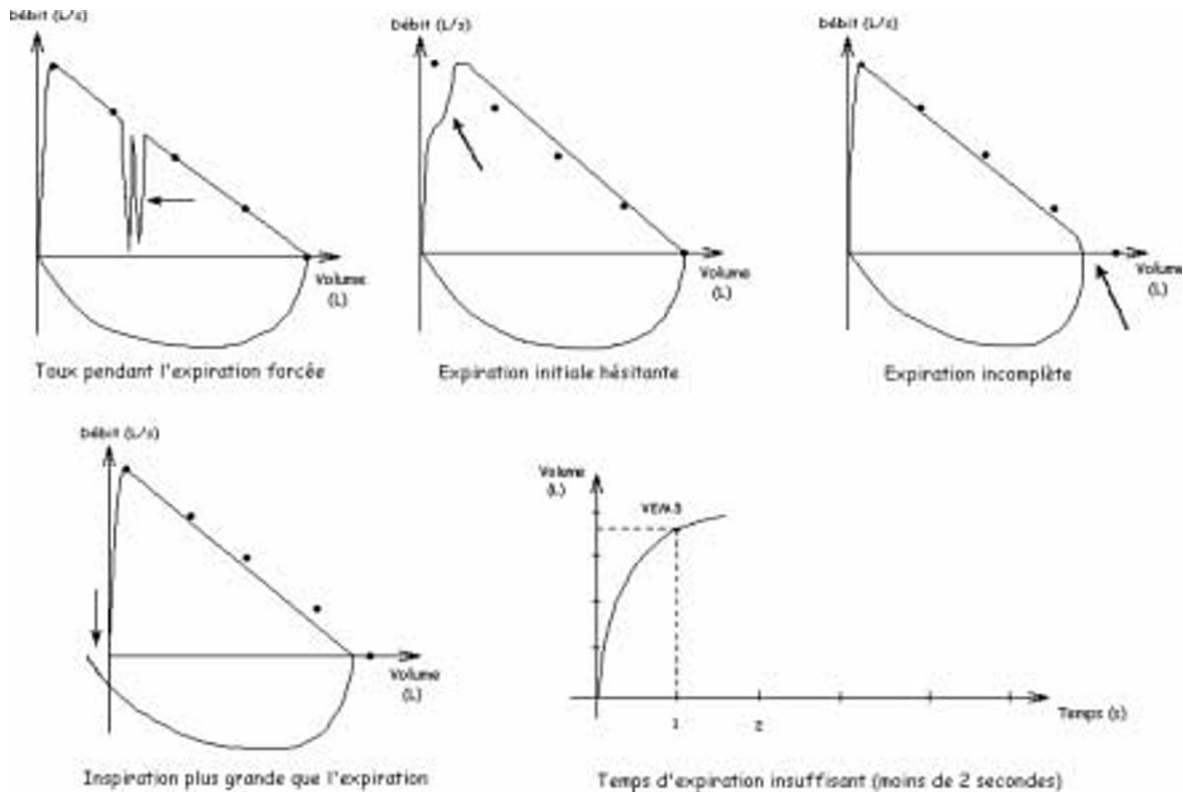 Débit (L/s)
Volume
(L)
Toux pendant l'expiration forcée
Débit (L/s)
Volume
(L)
Expiration initiale hésitante
Débit (L/s)
Volume
(L)
Expiration incomplète
Débit (L/s)
Volume
(L)
Inspiration plus grande que l'expiration
Volume
(L)
VEMS
1
2
Temps (s)
Temps d'expiration insuffisant (moins de 2 secondes)